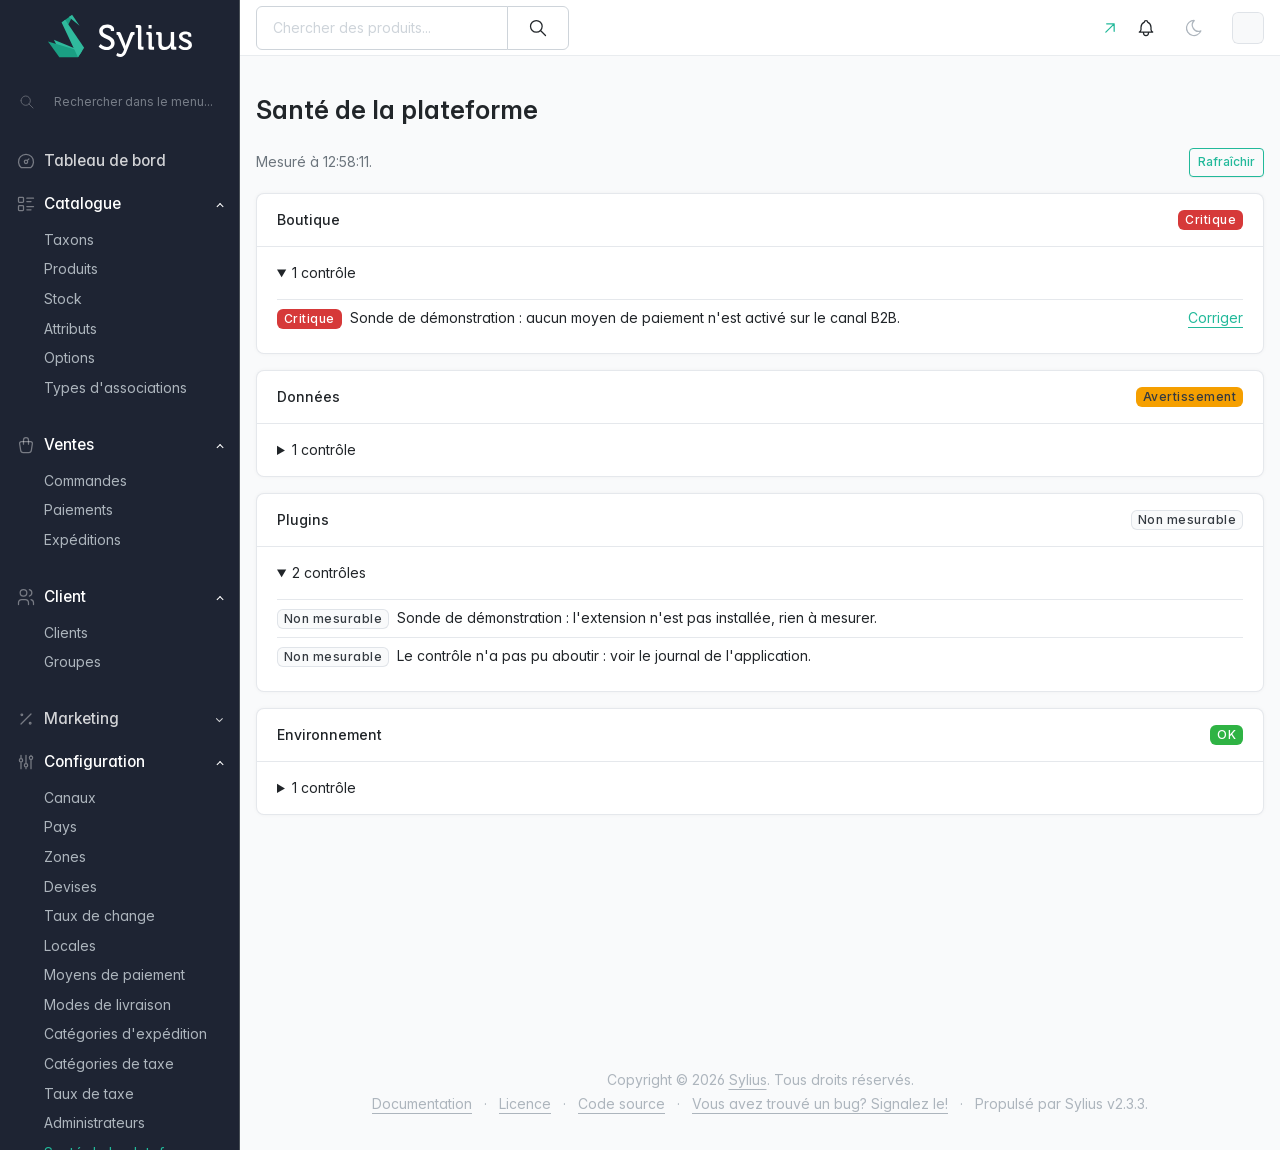 Sylius
Chercher des produits...
Rechercher dans le menu...
Tableau de bord
Catalogue
Taxons
Produits
Stock
Attributs
Options
Types d'associations
Ventes
Commandes
Paiements
Expéditions
Client
Clients
Groupes
Marketing
Configuration
Canaux
Pays
Zones
Devises
Taux de change
Locales
Moyens de paiement
Modes de livraison
Catégories d'expédition
Catégories de taxe
Taux de taxe
Administrateurs
Santé de la plateforme
Mesuré à 12:58:11.
Rafraîchir
Boutique
Critique
1 contrôle
Critique Sonde de démonstration : aucun moyen de paiement n'est activé sur le canal B2B. Corriger
Données
Avertissement
1 contrôle
Plugins
Non mesurable
2 contrôles
Non mesurable Sonde de démonstration : l'extension n'est pas installée, rien à mesurer.
Non mesurable Le contrôle n'a pas pu aboutir : voir le journal de l'application.
Environnement
OK
1 contrôle
Copyright © 2026 Sylius. Tous droits réservés.
Documentation · Licence · Code source · Vous avez trouvé un bug? Signalez le! · Propulsé par Sylius v2.3.3.